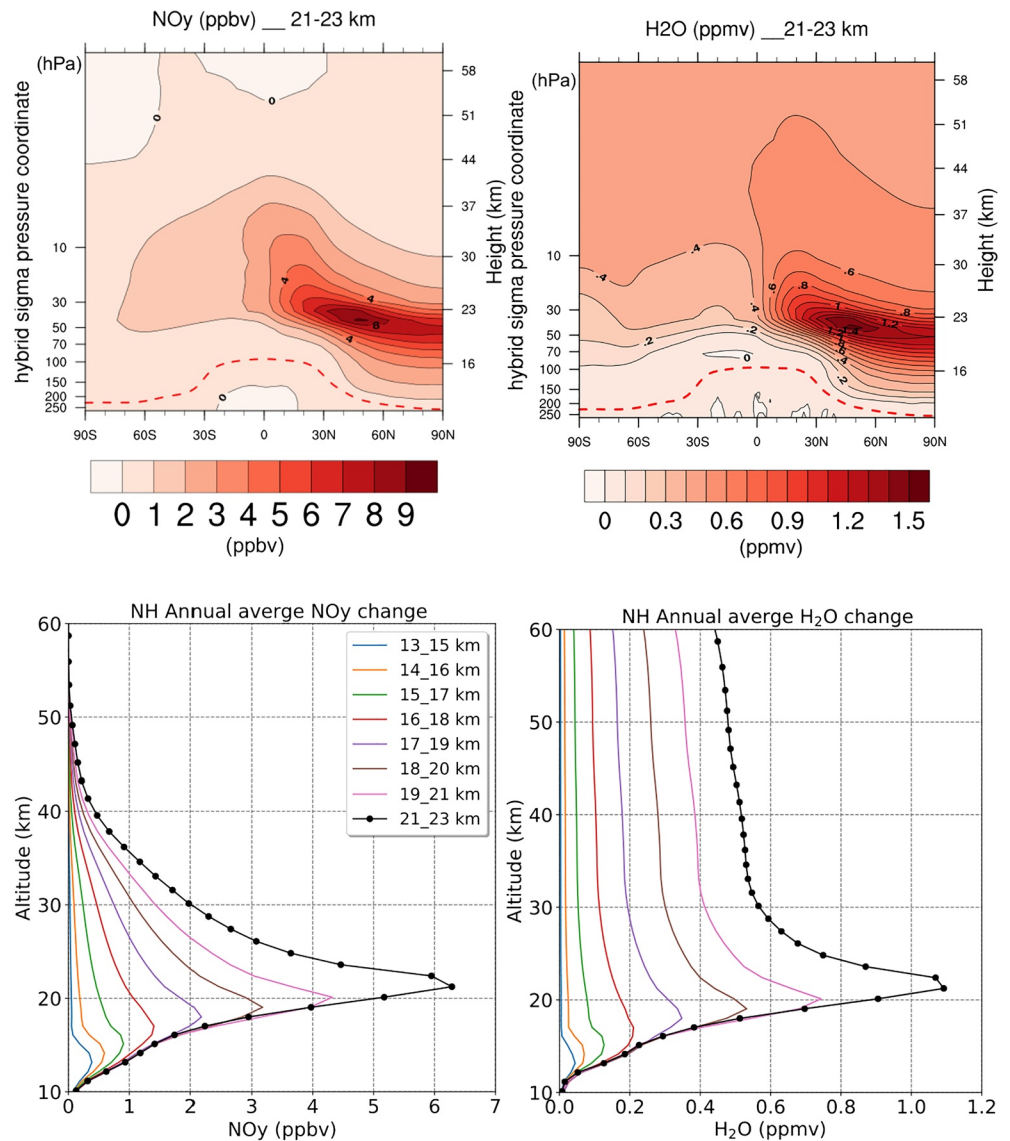 NOy (ppbv) __ 21-23 km
(hPa)
hybrid sigma pressure coordinate
10
30
50
70
100
150
200
250
58
51
44
37
30
23
16
Height (km)
0
0
4
4
8
4
0
90S 60S 30S 0 30N 60N 90N
0 1 2 3 4 5 6 7 8 9
(ppbv)
H2O (ppmv) __21-23 km
(hPa)
hybrid sigma pressure coordinate
10
30
50
70
100
150
200
250
58
51
44
37
30
23
16
Height (km)
.4
.4
.6
.6
.8
.8
1
1.2
.4
.2
.2
0
.4
.2
90S 60S 30S 0 30N 60N 90N
0 0.3 0.6 0.9 1.2 1.5
(ppmv)
NH Annual averge NOy change
60
50
40
30
20
10
Altitude (km)
13_15 km
14_16 km
15_17 km
16_18 km
17_19 km
18_20 km
19_21 km
21_23 km
0 1 2 3 4 5 6 7
NOy (ppbv)
NH Annual averge H₂O change
60
50
40
30
20
10
Altitude (km)
0.0 0.2 0.4 0.6 0.8 1.0 1.2
H₂O (ppmv)